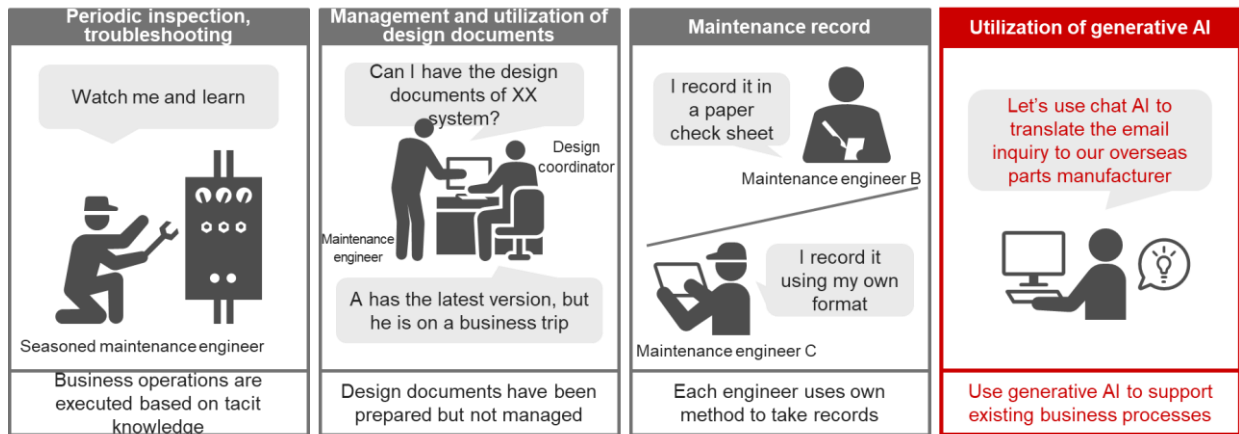 Periodic inspection,
troubleshooting
Watch me and learn
Seasoned maintenance engineer
Business operations are
executed based on tacit
knowledge
Management and utilization of
design documents
Can I have the design
documents of XX
system?
Design
coordinator
Maintenance
engineer
A has the latest version, but
he is on a business trip
Design documents have been
prepared but not managed
Maintenance record
I record it in
a paper
check sheet
Maintenance engineer B
I record it
using my own
format
Maintenance engineer C
Each engineer uses own
method to take records
Utilization of generative AI
Let's use chat AI to
translate the email
inquiry to our overseas
parts manufacturer
Use generative AI to support
existing business processes